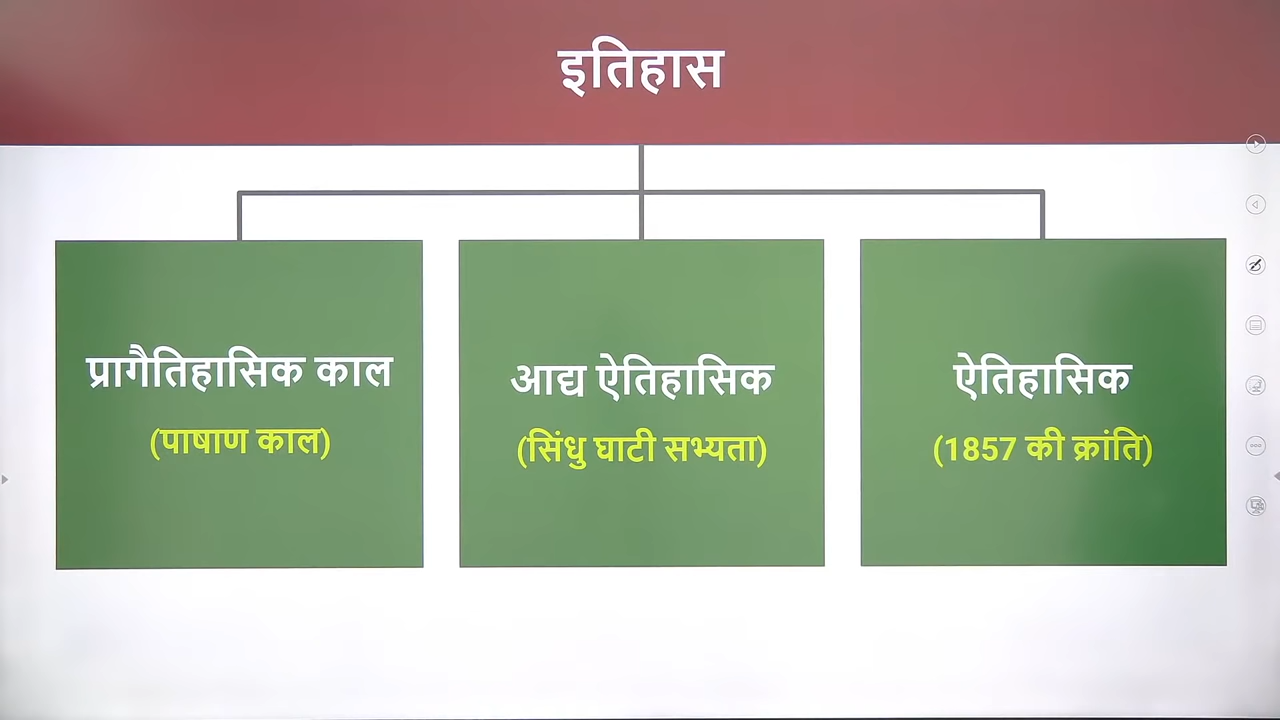 इतिहास
प्रागैतिहासिक काल
(पाषाण काल)
आद्य ऐतिहासिक
(सिंधु घाटी सभ्यता)
ऐतिहासिक
(1857 की क्रांति)